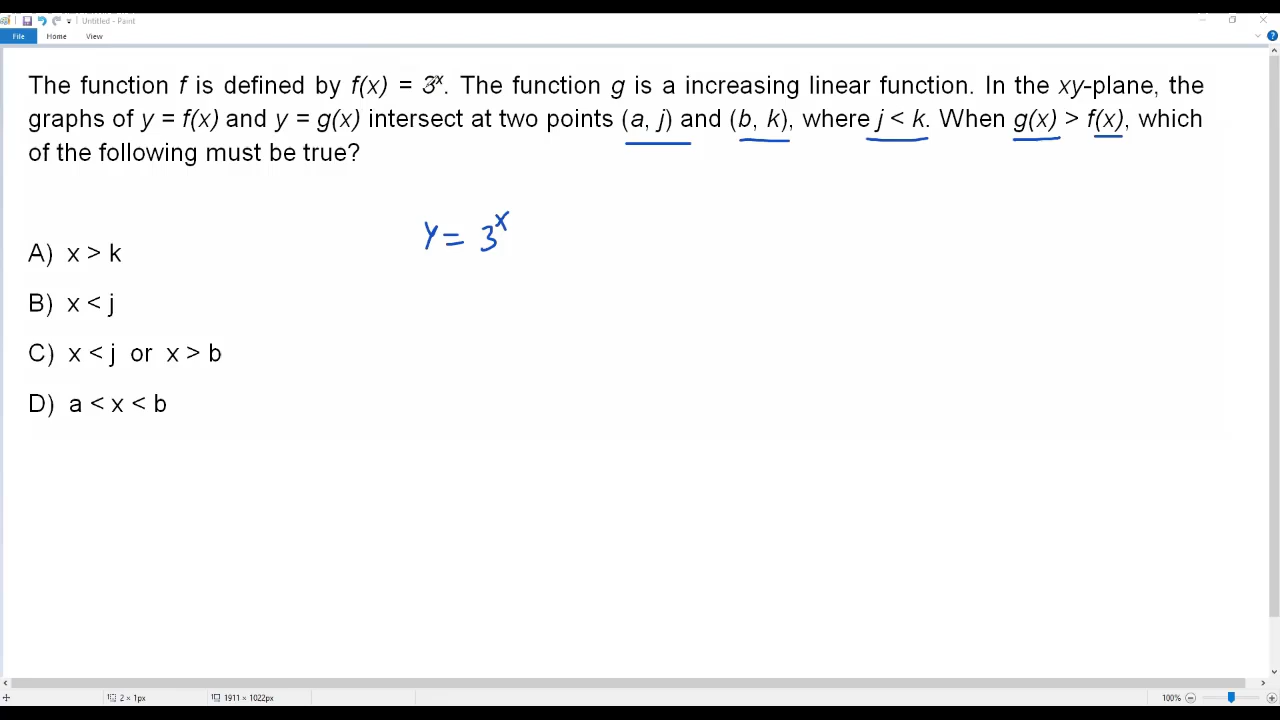 Untitled - Paint
File Home View
The function f is defined by f(x) = 3ˣ. The function g is a increasing linear function. In the xy-plane, the
graphs of y = f(x) and y = g(x) intersect at two points (a, j) and (b, k), where j < k. When g(x) > f(x), which
of the following must be true?
y = 3ˣ
A) x > k
B) x < j
C) x < j or x > b
D) a < x < b
2 × 1px 1911 × 1022px 100%